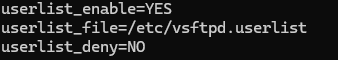 userlist_enable=YES
userlist_file=/etc/vsftpd.userlist
userlist_deny=NO